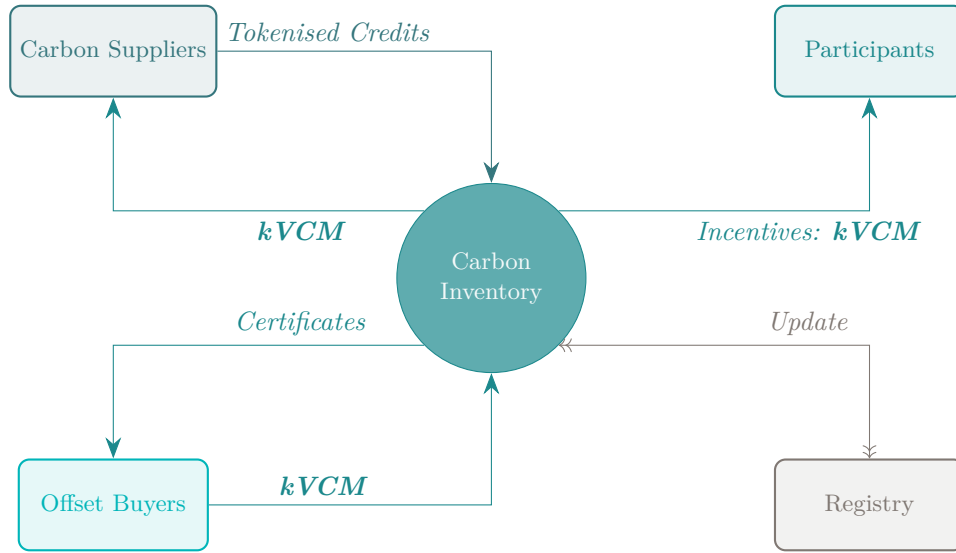 Carbon Suppliers
Tokenised Credits
Participants
kVCM
Incentives: kVCM
Carbon
Inventory
Certificates
Update
Offset Buyers
kVCM
Registry